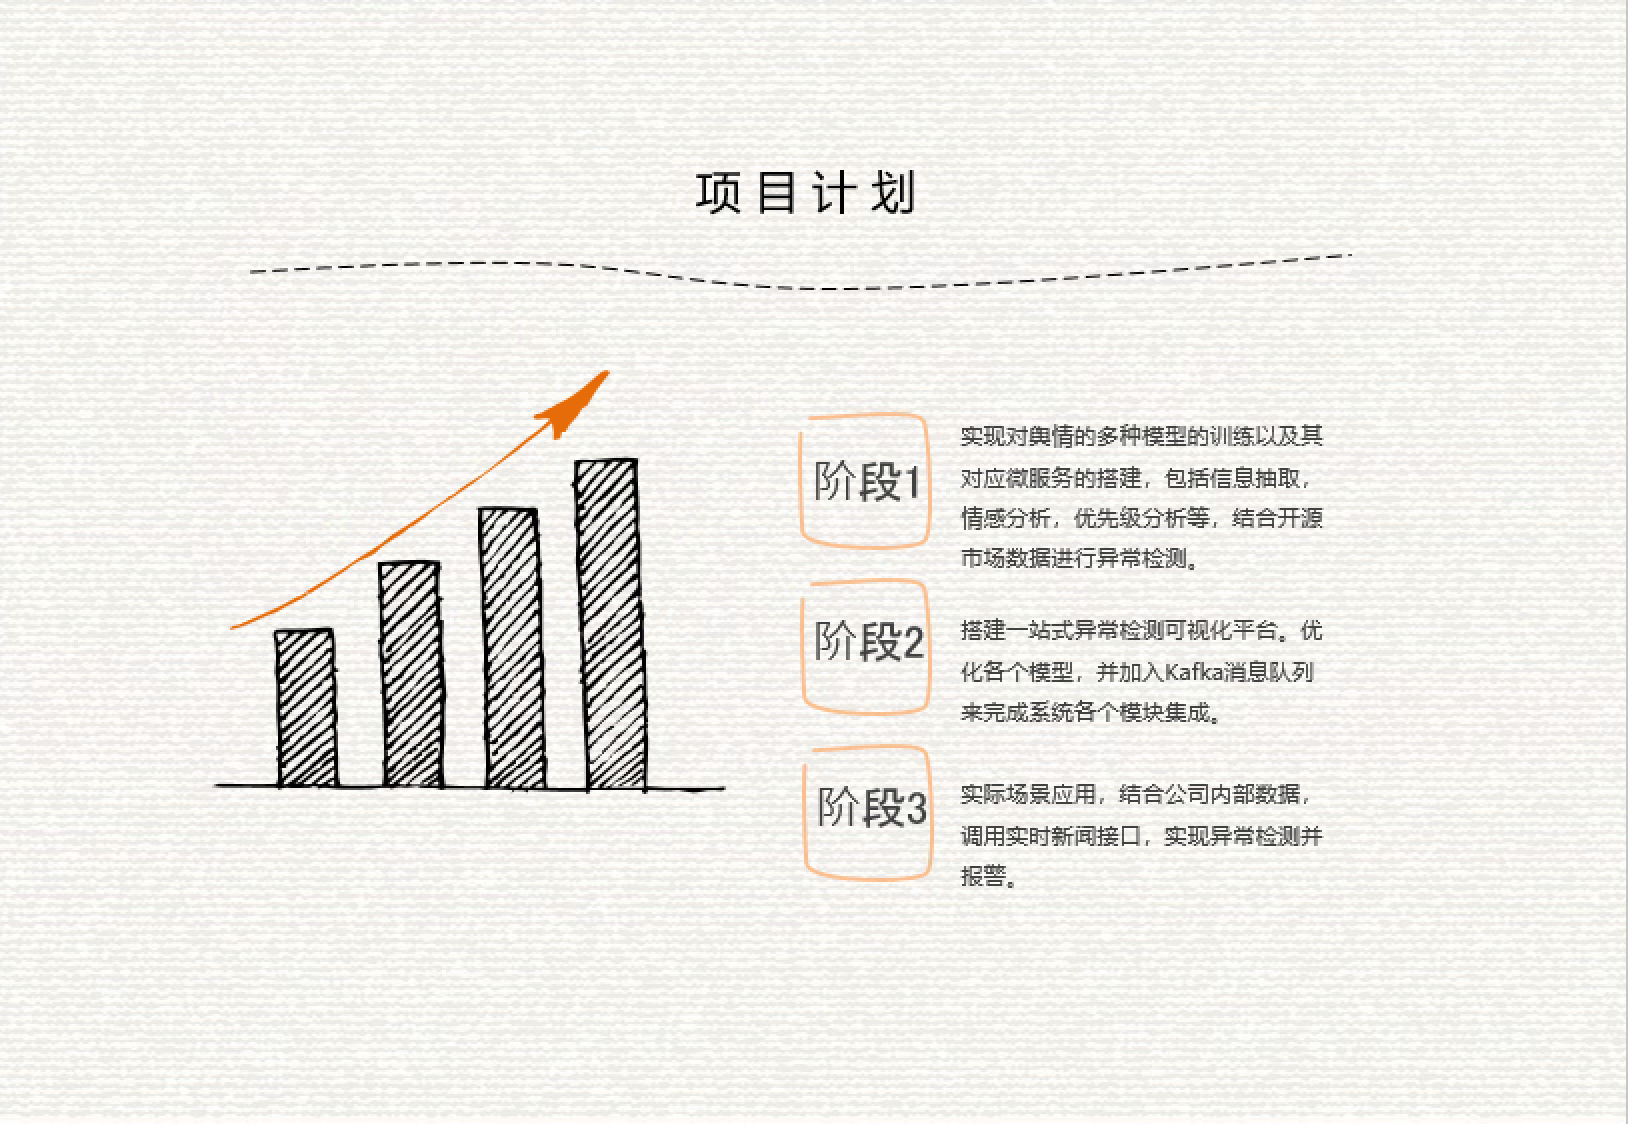 项目计划
阶段1
实现对舆情的多种模型的训练以及其
对应微服务的搭建，包括信息抽取，
情感分析，优先级分析等，结合开源
市场数据进行异常检测。
阶段2
搭建一站式异常检测可视化平台。优
化各个模型，并加入Kafka消息队列
来完成系统各个模块集成。
阶段3
实际场景应用，结合公司内部数据，
调用实时新闻接口，实现异常检测并
报警。